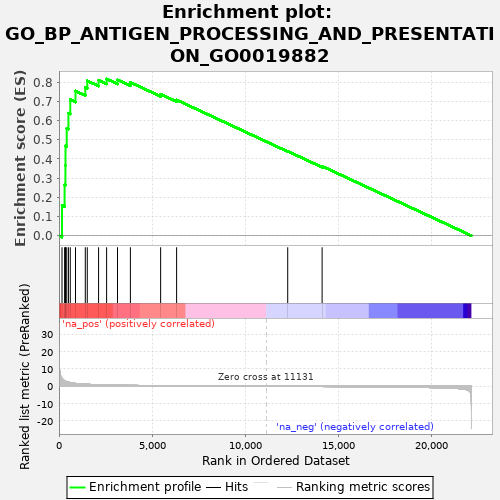 Enrichment plot:
GO_BP_ANTIGEN_PROCESSING_AND_PRESENTATI
ON_GO0019882
Enrichment score (ES)
0.8
0.7
0.6
0.5
0.4
0.3
0.2
0.1
0.0
'na_pos' (positively correlated)
Ranked list metric (PreRanked)
30
20
10
0
-10
-20
Zero cross at 11131
'na_neg' (negatively correlated)
0 5,000 10,000 15,000 20,000
Rank in Ordered Dataset
Enrichment profile Hits Ranking metric scores